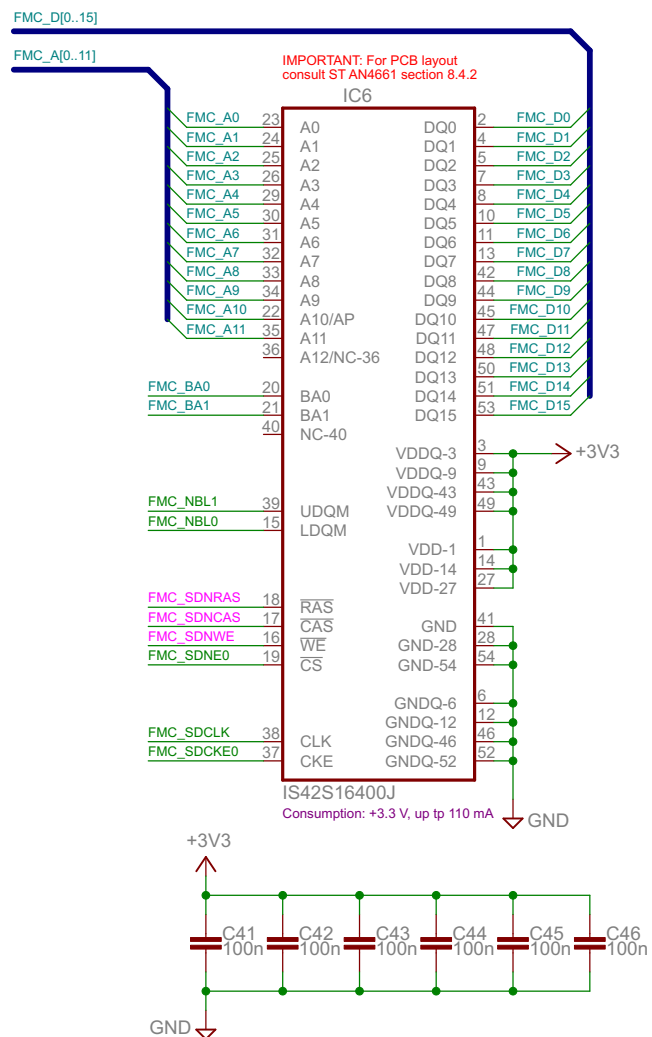 FMC_D[0..15]
FMC_A[0..11]
IMPORTANT: For PCB layout
consult ST AN4661 section 8.4.2
IC6
FMC_A0 23 A0 DQ0 2 FMC_D0
FMC_A1 24 A1 DQ1 4 FMC_D1
FMC_A2 25 A2 DQ2 5 FMC_D2
FMC_A3 26 A3 DQ3 7 FMC_D3
FMC_A4 29 A4 DQ4 8 FMC_D4
FMC_A5 30 A5 DQ5 10 FMC_D5
FMC_A6 31 A6 DQ6 11 FMC_D6
FMC_A7 32 A7 DQ7 13 FMC_D7
FMC_A8 33 A8 DQ8 42 FMC_D8
FMC_A9 34 A9 DQ9 44 FMC_D9
FMC_A10 22 A10/AP DQ10 45 FMC_D10
FMC_A11 35 A11 DQ11 47 FMC_D11
36 A12/NC-36 DQ12 48 FMC_D12
DQ13 50 FMC_D13
FMC_BA0 20 BA0 DQ14 51 FMC_D14
FMC_BA1 21 BA1 DQ15 53 FMC_D15
40 NC-40
VDDQ-3 3 +3V3
VDDQ-9 9
VDDQ-43 43
FMC_NBL1 39 UDQM VDDQ-49 49
FMC_NBL0 15 LDQM
VDD-1 1
VDD-14 14
VDD-27 27
FMC_SDNRAS 18 RAS
FMC_SDNCAS 17 CAS GND 41
FMC_SDNWE 16 WE GND-28 28
FMC_SDNE0 19 CS GND-54 54
GNDQ-6 6
GNDQ-12 12
FMC_SDCLK 38 CLK GNDQ-46 46
FMC_SDCKE0 37 CKE GNDQ-52 52
IS42S16400J
Consumption: +3.3 V, up tp 110 mA
GND
+3V3
C41 C42 C43 C44 C45 C46
100n 100n 100n 100n 100n 100n
GND